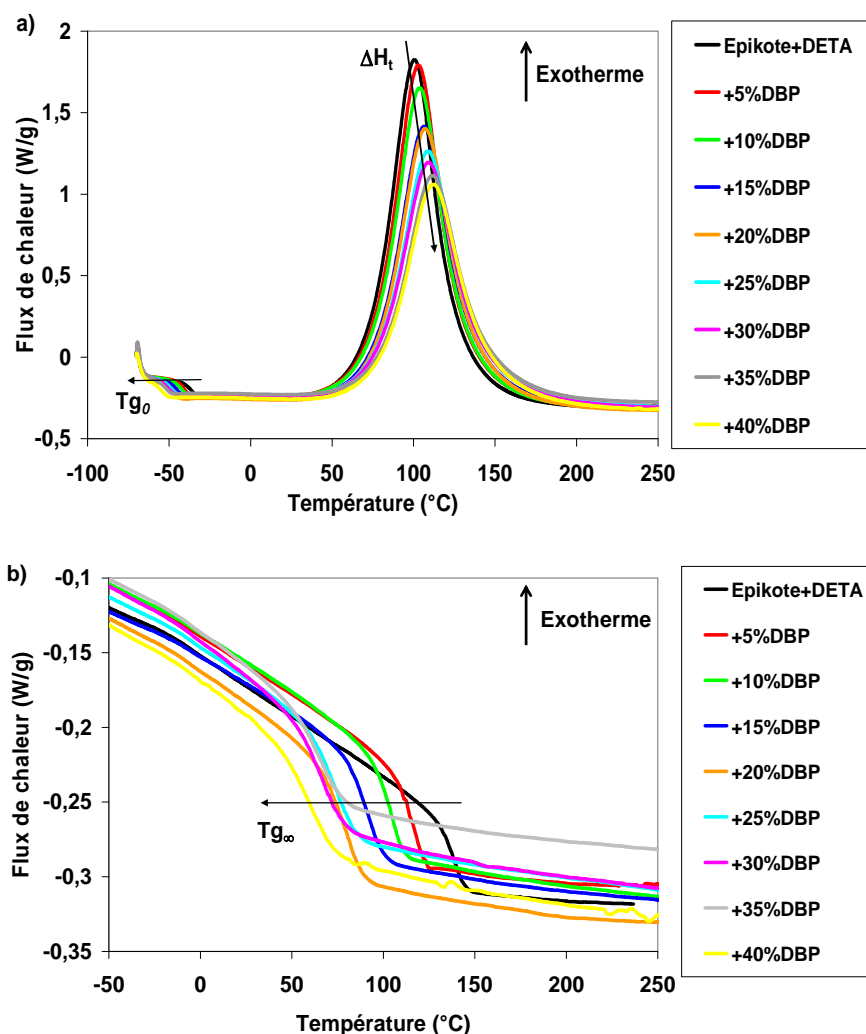 a)
2
1,5
1
0,5
0
-0,5
Flux de chaleur (W/g)
ΔHt
Exotherme
Tg0
-100 -50 0 50 100 150 200 250
Température (°C)
Epikote+DETA
+5%DBP
+10%DBP
+15%DBP
+20%DBP
+25%DBP
+30%DBP
+35%DBP
+40%DBP
b)
-0,1
-0,15
-0,2
-0,25
-0,3
-0,35
Flux de chaleur (W/g)
Exotherme
Tg∞
-50 0 50 100 150 200 250
Température (°C)
Epikote+DETA
+5%DBP
+10%DBP
+15%DBP
+20%DBP
+25%DBP
+30%DBP
+35%DBP
+40%DBP